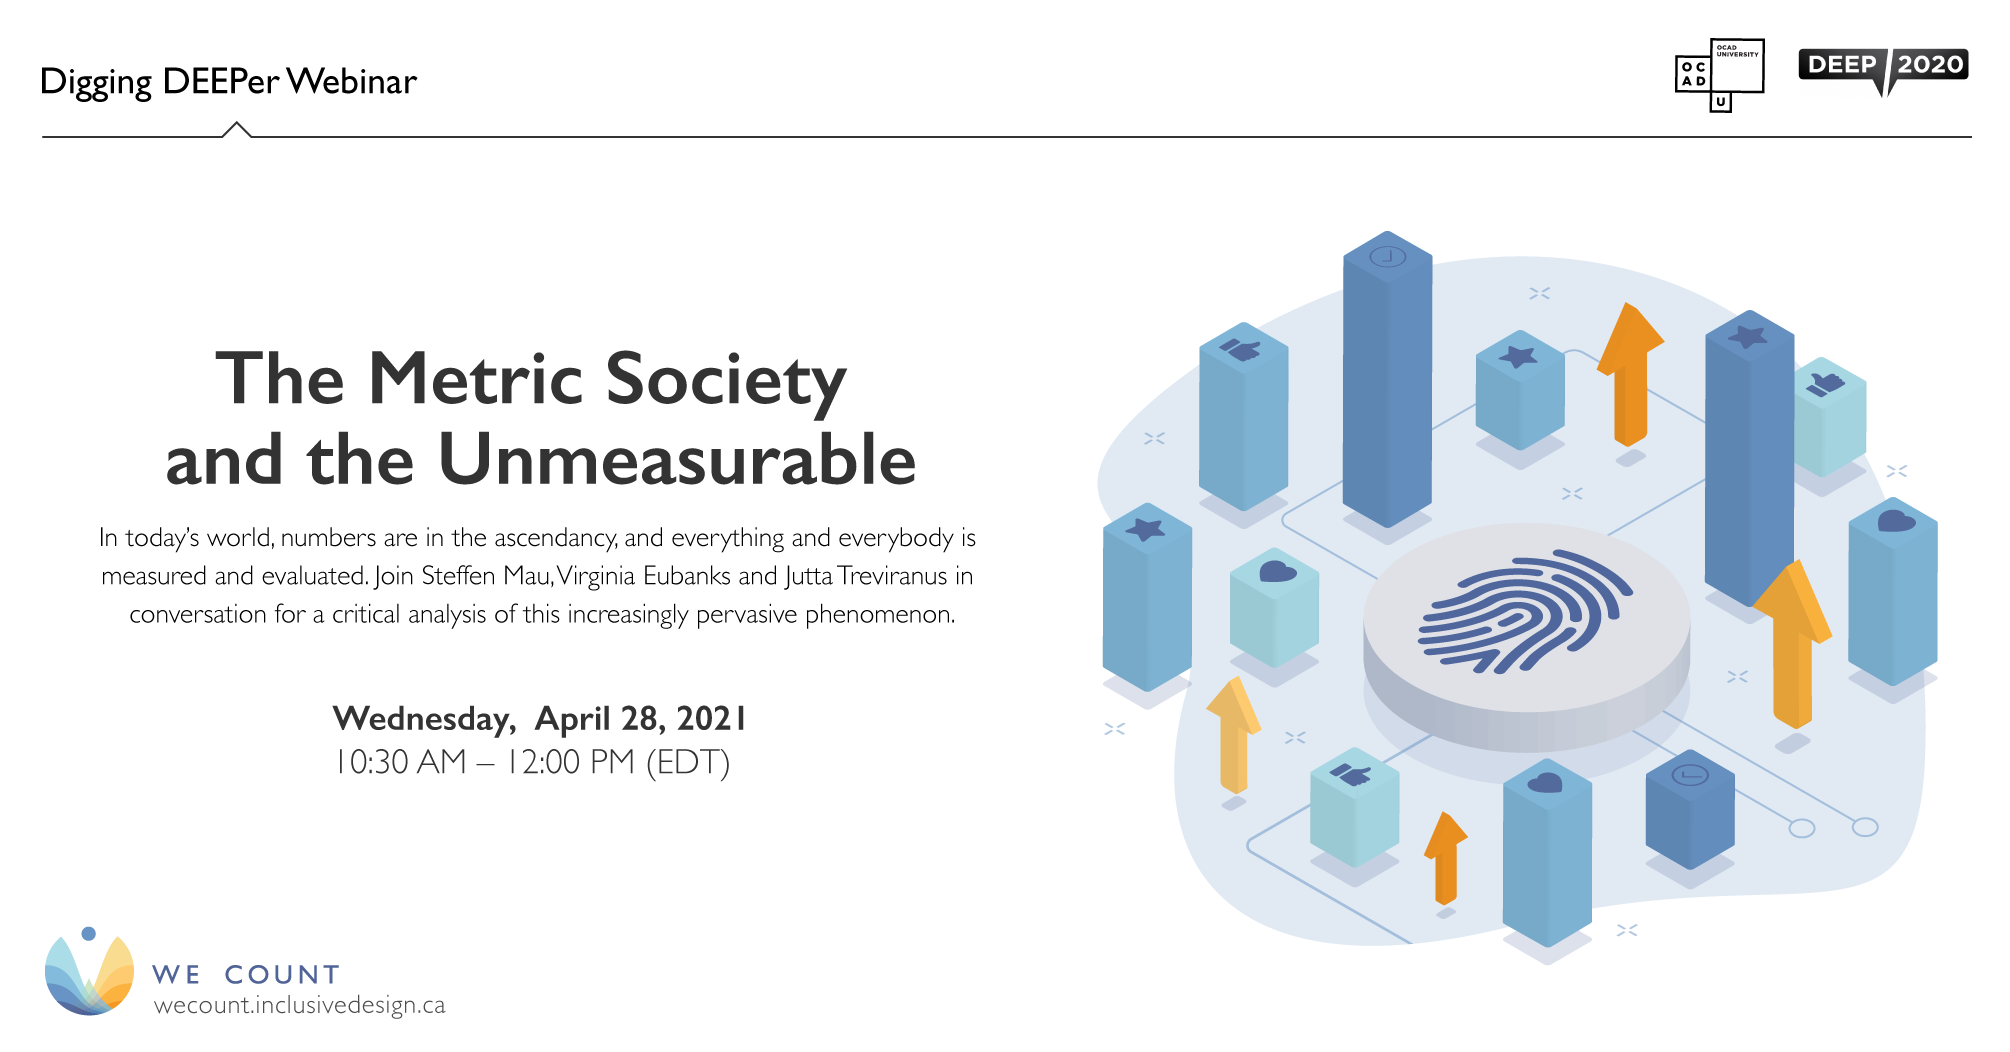 Digging DEEPer Webinar
OCAD
UNIVERSITY
OC
AD
U
DEEP 2020
The Metric Society
and the Unmeasurable
In today's world, numbers are in the ascendancy, and everything and everybody is
measured and evaluated. Join Steffen Mau, Virginia Eubanks and Jutta Treviranus in
conversation for a critical analysis of this increasingly pervasive phenomenon.
Wednesday, April 28, 2021
10:30 AM – 12:00 PM (EDT)
WE COUNT
wecount.inclusivedesign.ca